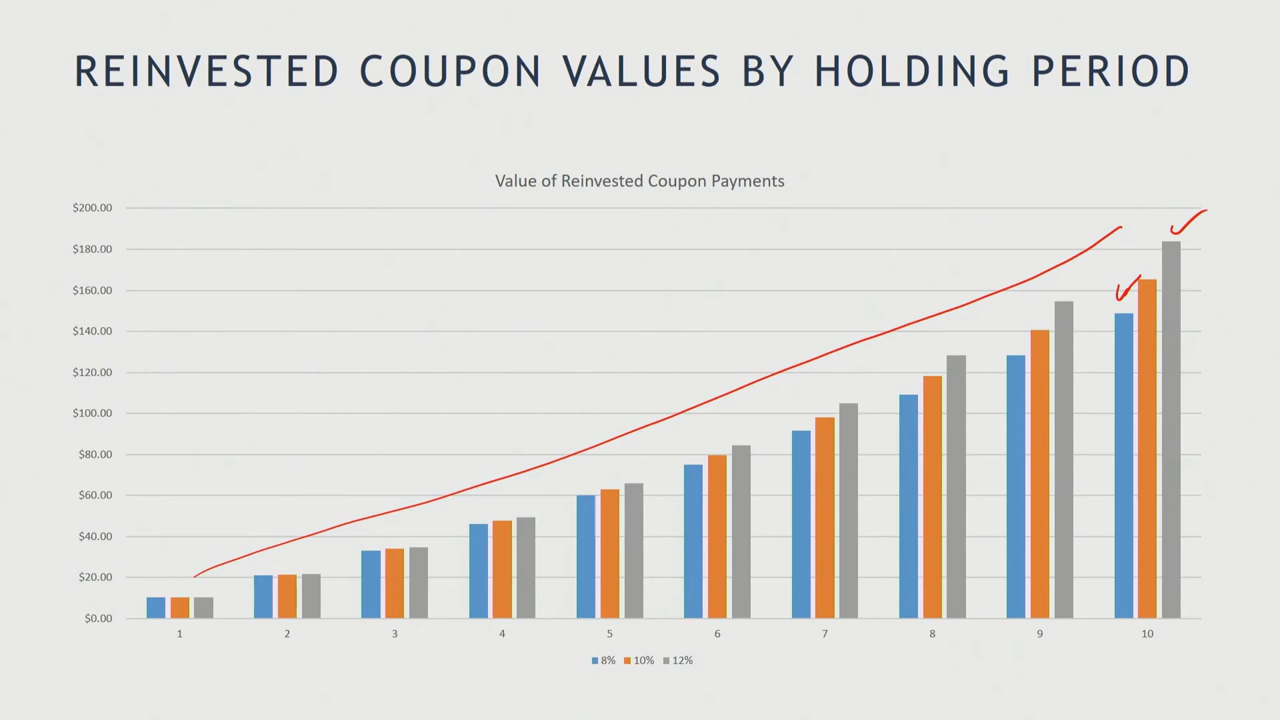 REINVESTED COUPON VALUES BY HOLDING PERIOD
Value of Reinvested Coupon Payments
$200.00
$180.00
$160.00
$140.00
$120.00
$100.00
$80.00
$60.00
$40.00
$20.00
$0.00
1 2 3 4 5 6 7 8 9 10
8% 10% 12%